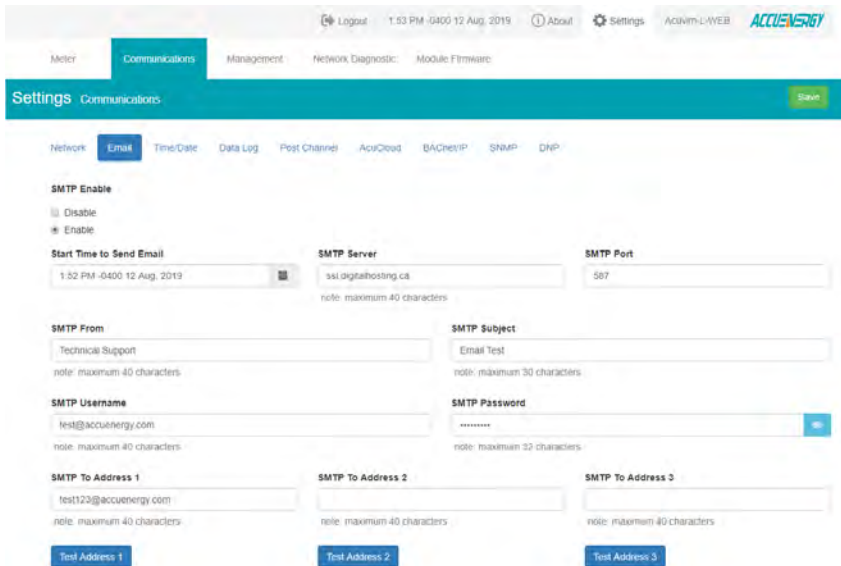 Logout 1:53 PM -0400 12 Aug, 2019 About Settings Acuvim-L-WEB ACCUENERGY
Meter Communications Management Network Diagnostic Module Firmware
Settings Communications Save
Network Email Time/Date Data Log Post Channel AcuCloud BACnet/IP SNMP DNP
SMTP Enable
Disable
Enable
Start Time to Send Email SMTP Server SMTP Port
1:52 PM -0400 12 Aug, 2019 ssl.digitalhosting.ca 587
note: maximum 40 characters
SMTP From SMTP Subject
Technical Support Email Test
note: maximum 40 characters note: maximum 30 characters
SMTP Username SMTP Password
test@accuenergy.com •••••••••
note: maximum 40 characters note: maximum 32 characters
SMTP To Address 1 SMTP To Address 2 SMTP To Address 3
test123@accuenergy.com
note: maximum 40 characters note: maximum 40 characters note: maximum 40 characters
Test Address 1 Test Address 2 Test Address 3